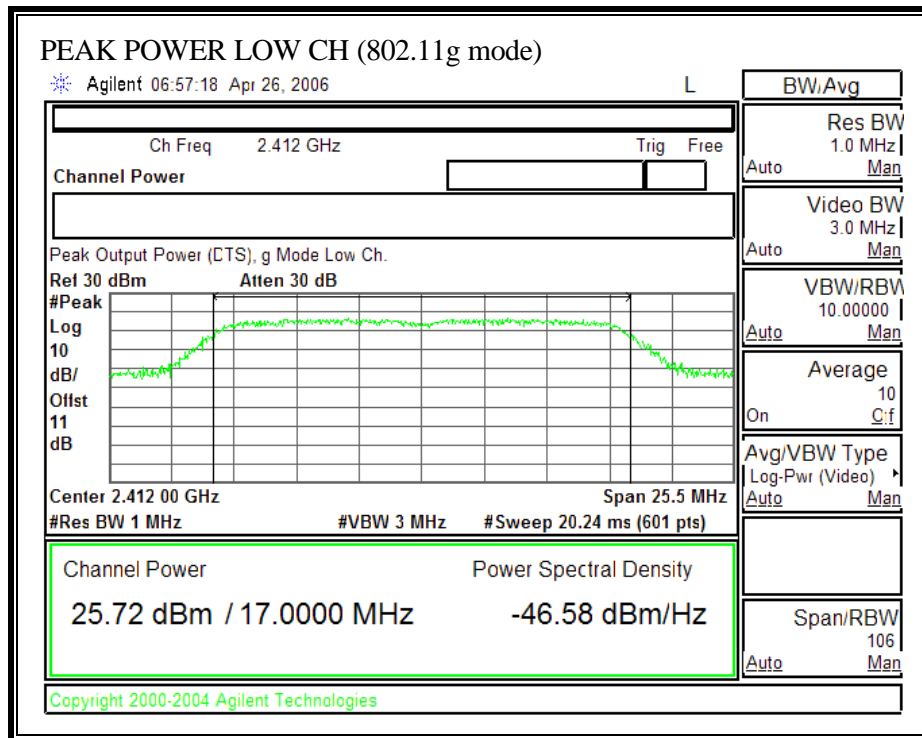 PEAK POWER LOW CH (802.11g mode)
Agilent 06:57:18 Apr 26, 2006 L
BW/Avg
Ch Freq 2.412 GHz Trig Free
Channel Power
Peak Output Power (DTS), g Mode Low Ch.
Ref 30 dBm Atten 30 dB
#Peak
Log
10
dB/
Offst
11
dB
Center 2.412 00 GHz Span 25.5 MHz
#Res BW 1 MHz #VBW 3 MHz #Sweep 20.24 ms (601 pts)
Channel Power Power Spectral Density
25.72 dBm / 17.0000 MHz -46.58 dBm/Hz
Copyright 2000-2004 Agilent Technologies
Res BW
1.0 MHz
Auto Man
Video BW
3.0 MHz
Auto Man
VBW/RBW
10.00000
Auto Man
Average
10
On Off
Avg/VBW Type
Log-Pwr (Video)
Auto Man
Span/RBW
106
Auto Man